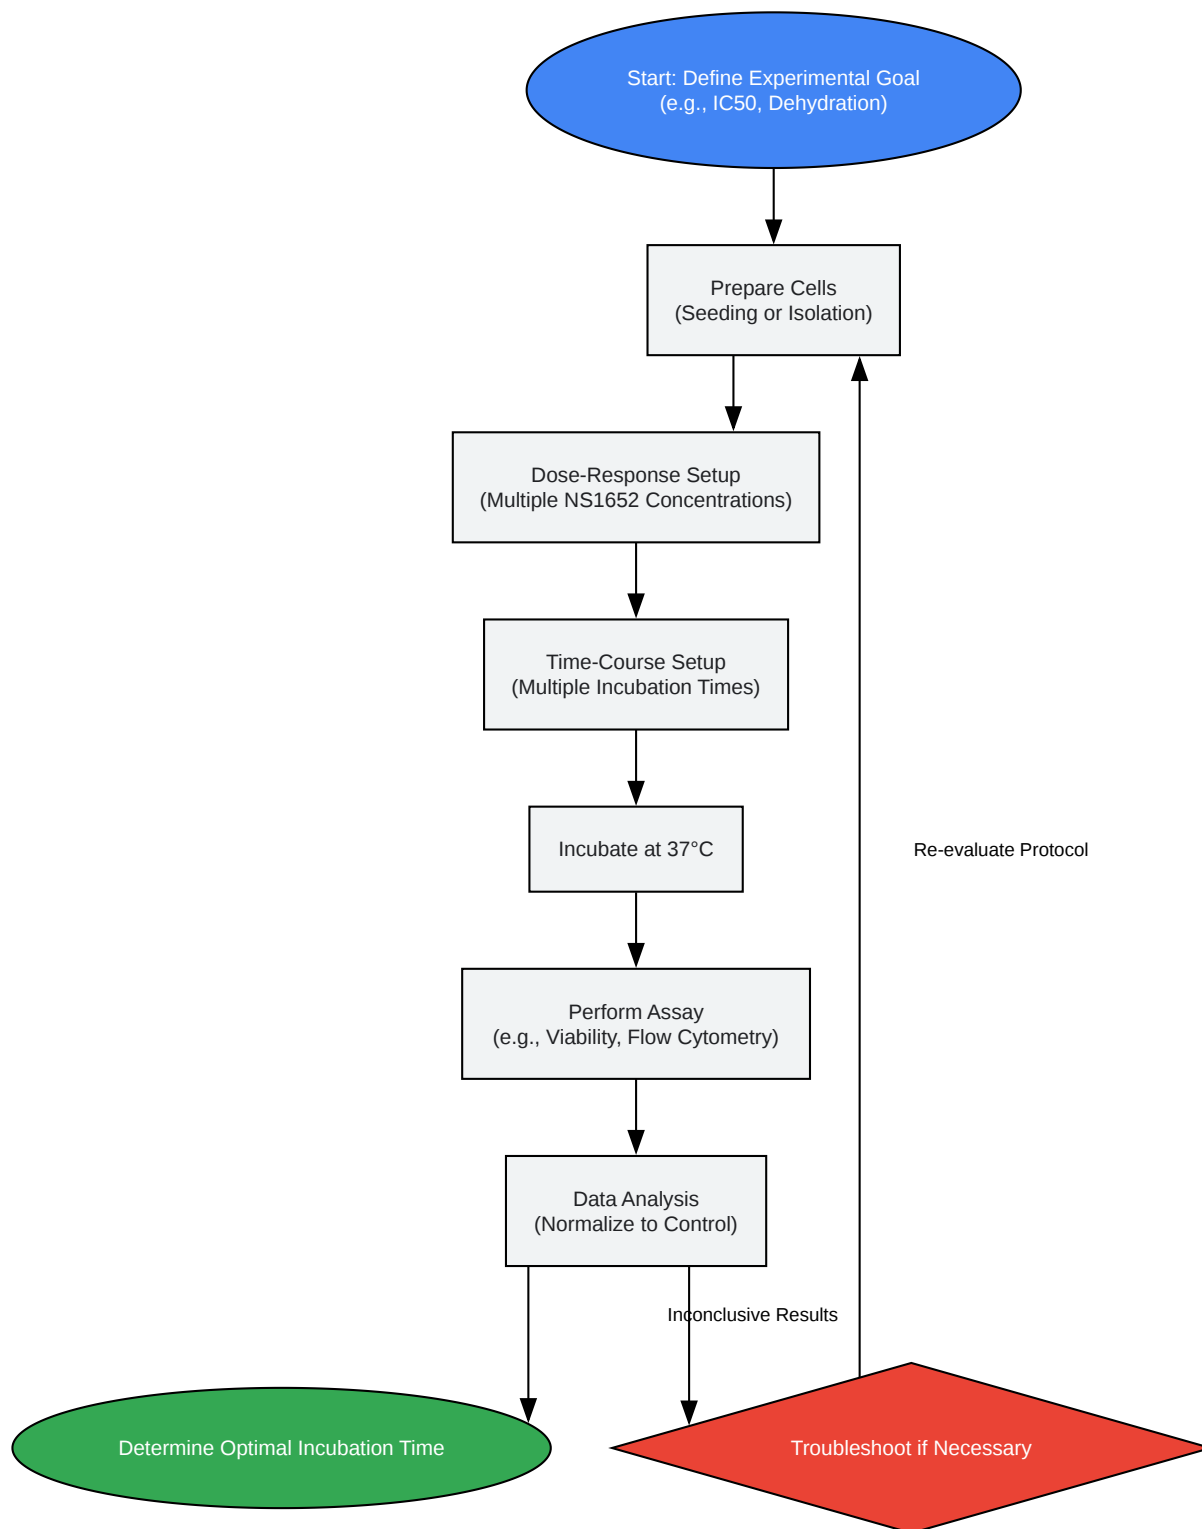 Start: Define Experimental Goal
(e.g., IC50, Dehydration)
Prepare Cells
(Seeding or Isolation)
Dose-Response Setup
(Multiple NS1652 Concentrations)
Time-Course Setup
(Multiple Incubation Times)
Incubate at 37°C
Re-evaluate Protocol
Perform Assay
(e.g., Viability, Flow Cytometry)
Data Analysis
(Normalize to Control)
Inconclusive Results
Determine Optimal Incubation Time
Troubleshoot if Necessary